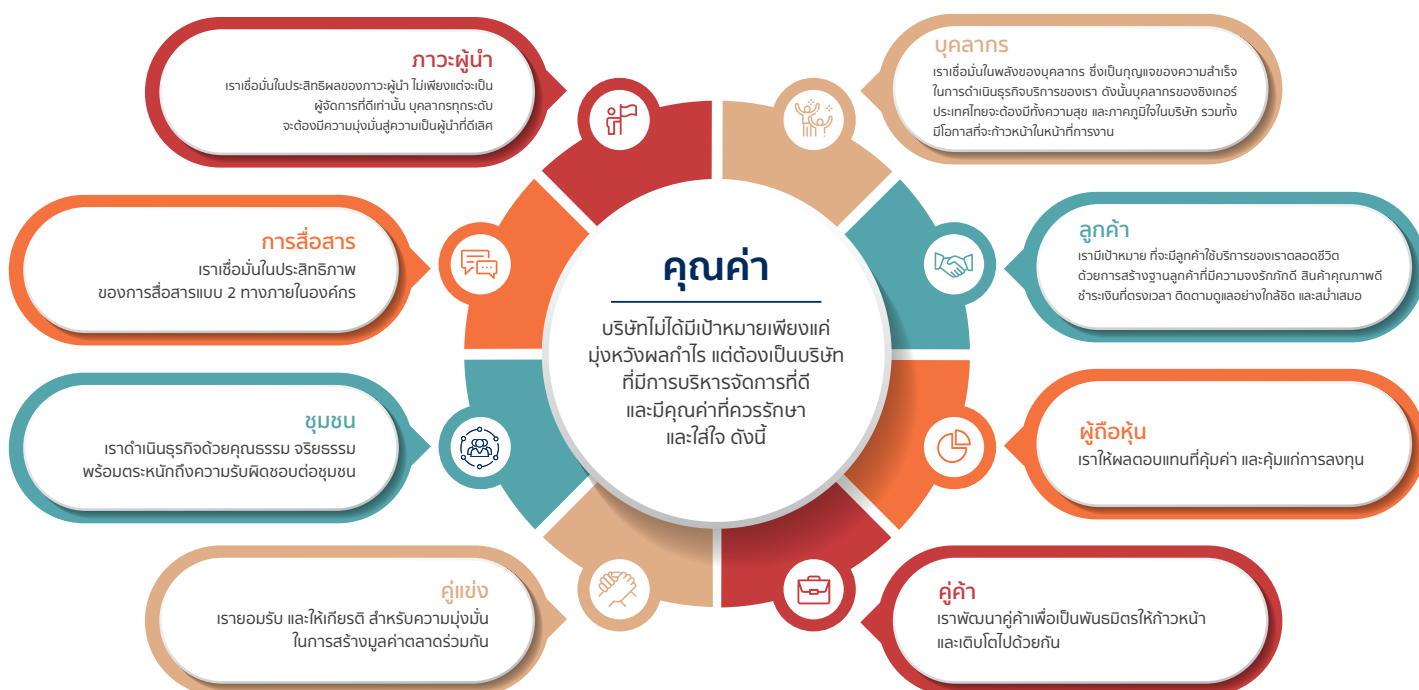 คุณค่า
บริษัทไม่ได้มีเป้าหมายเพียงแค่
มุ่งหวังผลกำไร แต่ต้องเป็นบริษัท
ที่มีการบริหารจัดการที่ดี
และมีคุณค่าที่ควรรักษา
และใส่ใจ ดังนี้
บุคลากร
เราเชื่อมั่นในพลังของบุคลากร ซึ่งเป็นกุญแจของความสำเร็จ
ในการดำเนินธุรกิจบริการของเรา ดังนั้นบุคลากรของซิงเกอร์
ประเทศไทยจะต้องมีทั้งความสุข และภาคภูมิใจในบริษัท รวมทั้ง
มีโอกาสที่จะก้าวหน้าในหน้าที่การงาน
ลูกค้า
เรามีเป้าหมาย ที่จะมีลูกค้าใช้บริการของเราตลอดชีวิต
ด้วยการสร้างฐานลูกค้าที่มีความจงรักภักดี สินค้าคุณภาพดี
ชำระเงินที่ตรงเวลา ติดตามดูแลอย่างใกล้ชิด และสม่ำเสมอ
ผู้ถือหุ้น
เราให้ผลตอบแทนที่คุ้มค่า และคุ้มแก่การลงทุน
คู่ค้า
เราพัฒนาคู่ค้าเพื่อเป็นพันธมิตรให้ก้าวหน้า
และเติบโตไปด้วยกัน
คู่แข่ง
เรายอมรับ และให้เกียรติ สำหรับความมุ่งมั่น
ในการสร้างมูลค่าตลาดร่วมกัน
ชุมชน
เราดำเนินธุรกิจด้วยคุณธรรม จริยธรรม
พร้อมตระหนักถึงความรับผิดชอบต่อชุมชน
การสื่อสาร
เราเชื่อมั่นในประสิทธิภาพ
ของการสื่อสารแบบ 2 ทางภายในองค์กร
ภาวะผู้นำ
เราเชื่อมั่นในประสิทธิผลของภาวะผู้นำ ไม่เพียงแต่จะเป็น
ผู้จัดการที่ดีเท่านั้น บุคลากรทุกระดับ
จะต้องมีความมุ่งมั่นสู่ความเป็นผู้นำที่ดีเลิศ